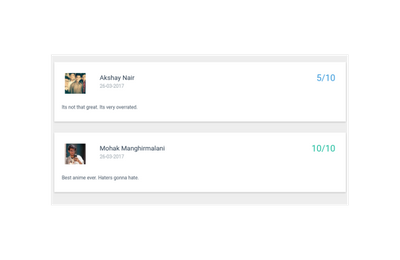 Akshay Nair
5/10
26-03-2017
Its not that great. Its very overrated.
Mohak Manghirmalani
10/10
26-03-2017
Best anime ever. Haters gonna hate.